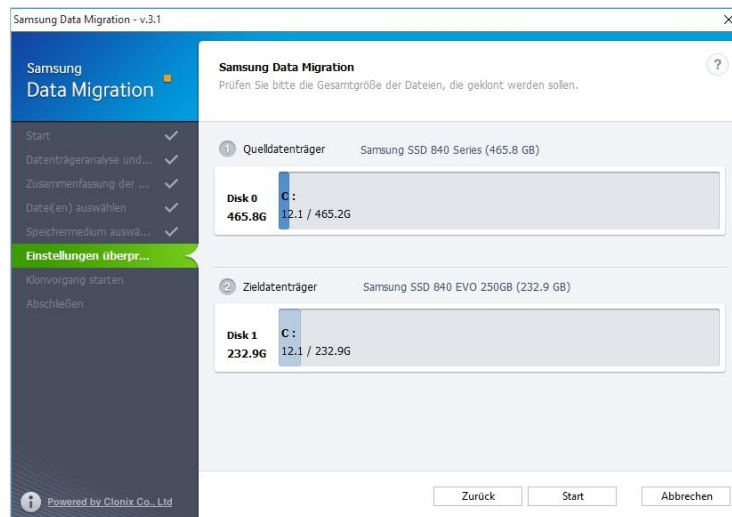 Samsung Data Migration - v.3.1
Samsung
Data Migration
Samsung Data Migration
Prüfen Sie bitte die Gesamtgröße der Dateien, die geklont werden sollen.
?
Start
Datenträgeranalyse und...
Zusammenfassung der ...
Datei(en) auswählen
Speichermedium auswä...
Einstellungen überpr...
Klonvorgang starten
Abschließen
1 Quelldatenträger Samsung SSD 840 Series (465.8 GB)
Disk 0
465.8G
C :
12.1 / 465.2G
2 Zieldatenträger Samsung SSD 840 EVO 250GB (232.9 GB)
Disk 1
232.9G
C :
12.1 / 232.9G
i Powered by Clonix Co., Ltd
Zurück Start Abbrechen